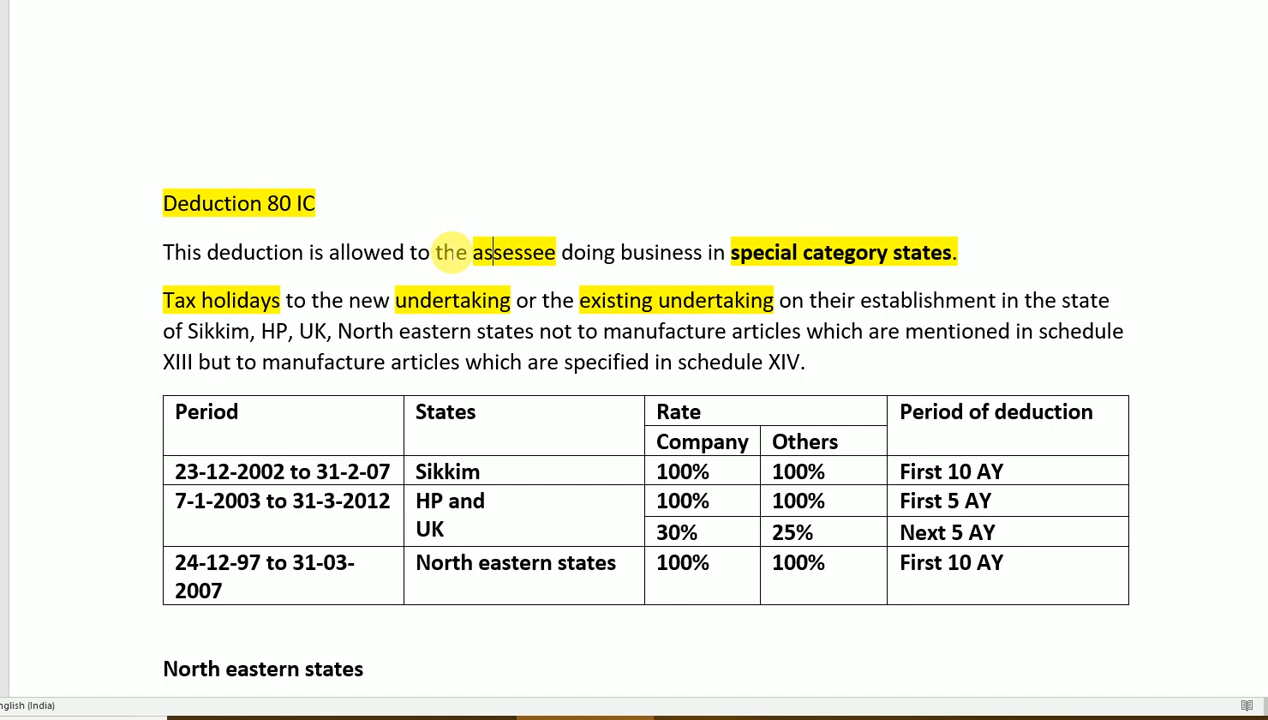 Deduction 80 IC
This deduction is allowed to the assessee doing business in special category states.
Tax holidays to the new undertaking or the existing undertaking on their establishment in the state
of Sikkim, HP, UK, North eastern states not to manufacture articles which are mentioned in schedule
XIII but to manufacture articles which are specified in schedule XIV.
Period States Rate Period of deduction
Company Others
23-12-2002 to 31-2-07 Sikkim 100% 100% First 10 AY
7-1-2003 to 31-3-2012 HP and 100% 100% First 5 AY
UK 30% 25% Next 5 AY
24-12-97 to 31-03- North eastern states 100% 100% First 10 AY
2007
North eastern states
nglish (India)